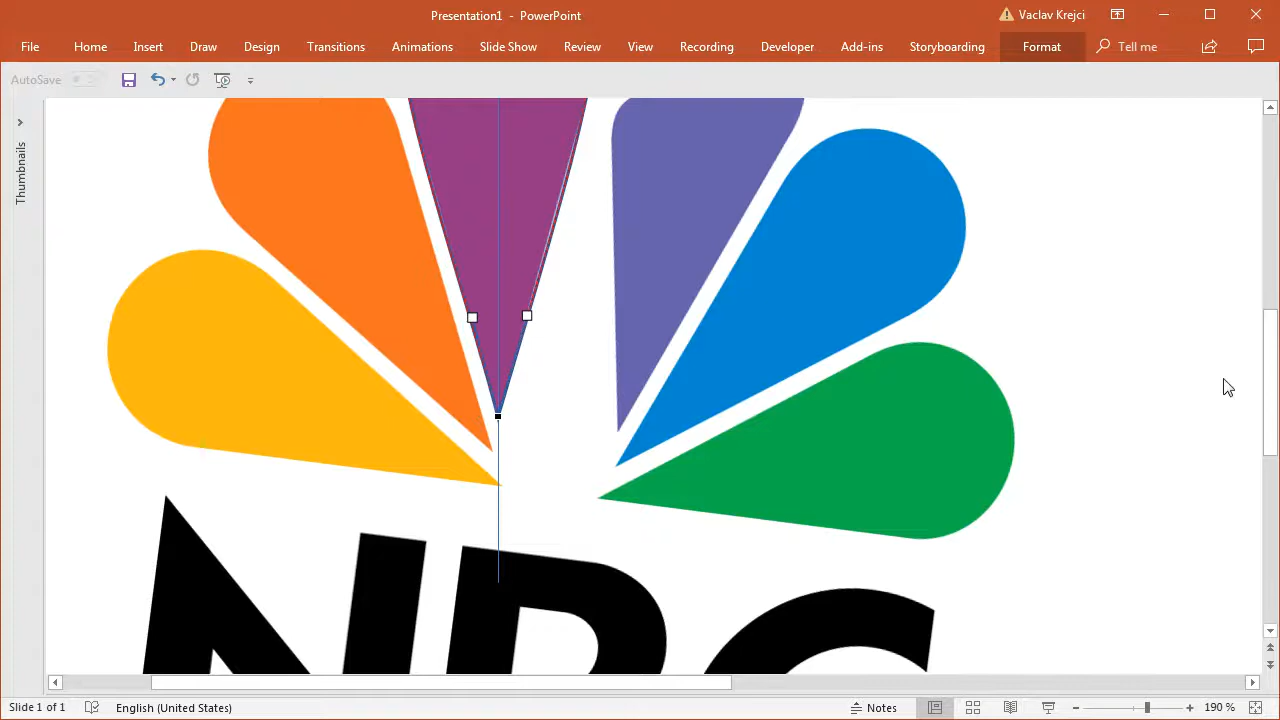 Presentation1 - PowerPoint
Vaclav Krejci
File Home Insert Draw Design Transitions Animations Slide Show Review View Recording Developer Add-ins Storyboarding Format Tell me
AutoSave
Thumbnails
NBC
Slide 1 of 1 English (United States) Notes 190 %